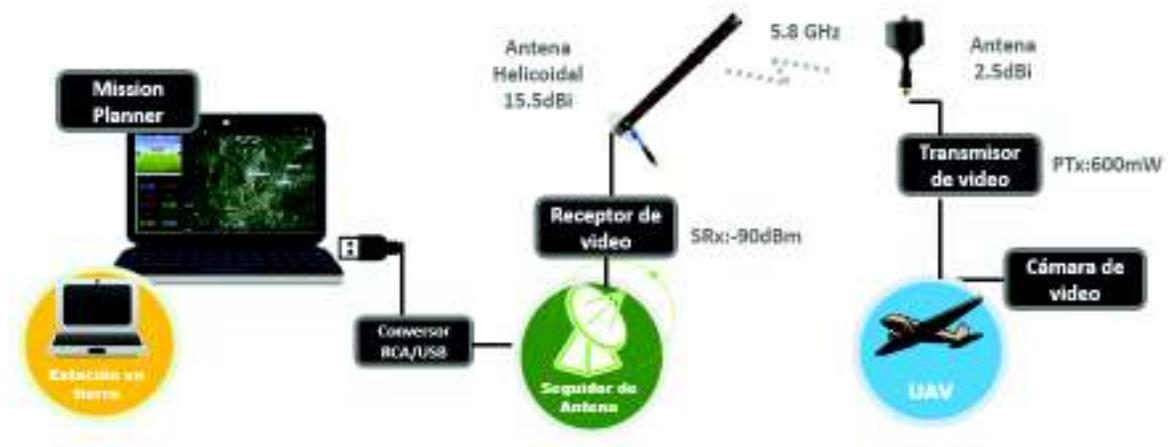 Mission
Planner
Antena
Helicoidal
15.5dBi
5.8 GHz
Antena
2.5dBi
Transmisor
de video
PTx:600mW
Receptor de
video
SRx:-90dBm
Cámara de
video
Conversor
RCA/USB
Estación en
tierra
Seguidor de
Antena
UAV